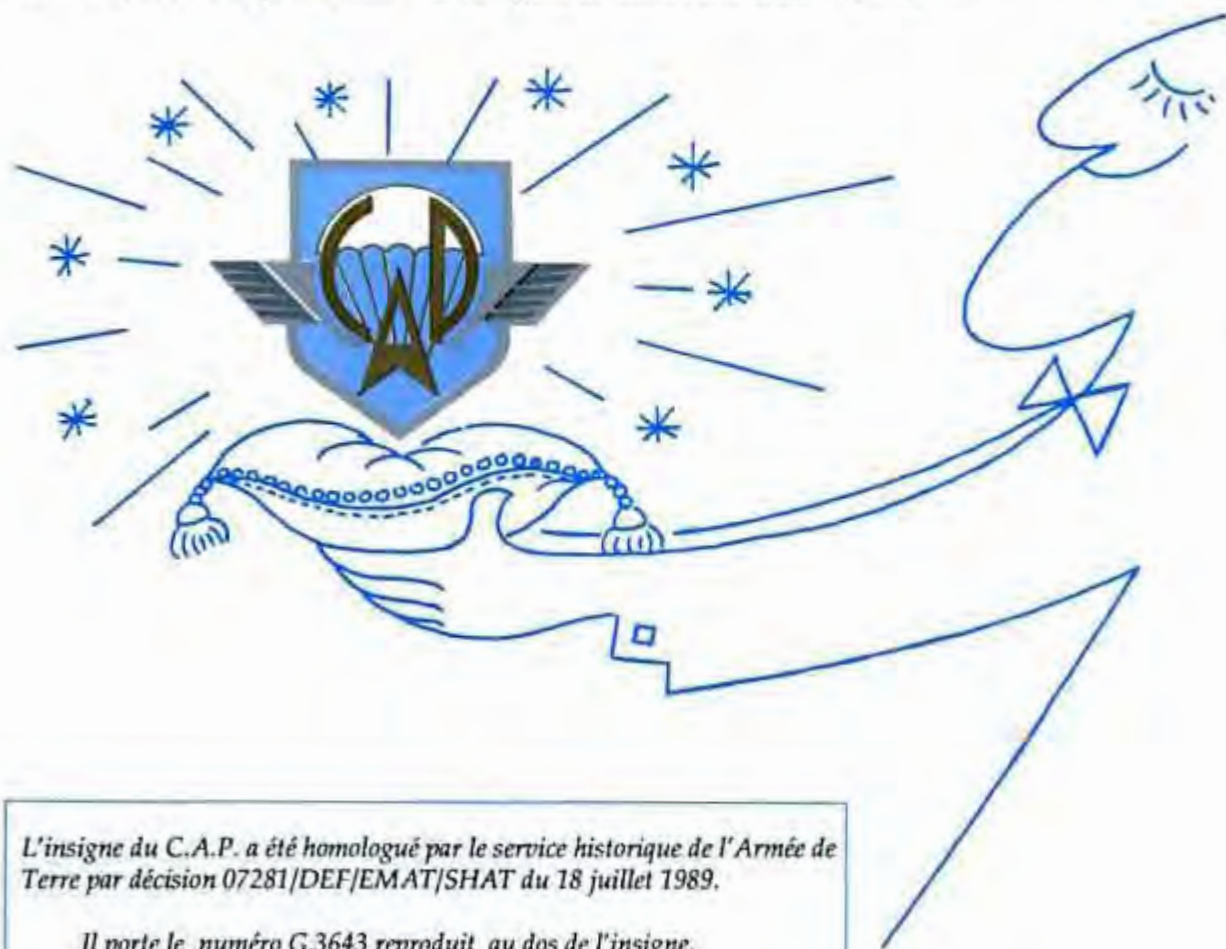 CAP
L'insigne du C.A.P. a été homologué par le service historique de l'Armée de
Terre par décision 07281/DEF/EMAT/SHAT du 18 juillet 1989.
Il porte le numéro G.3643 reproduit au dos de l'insigne.